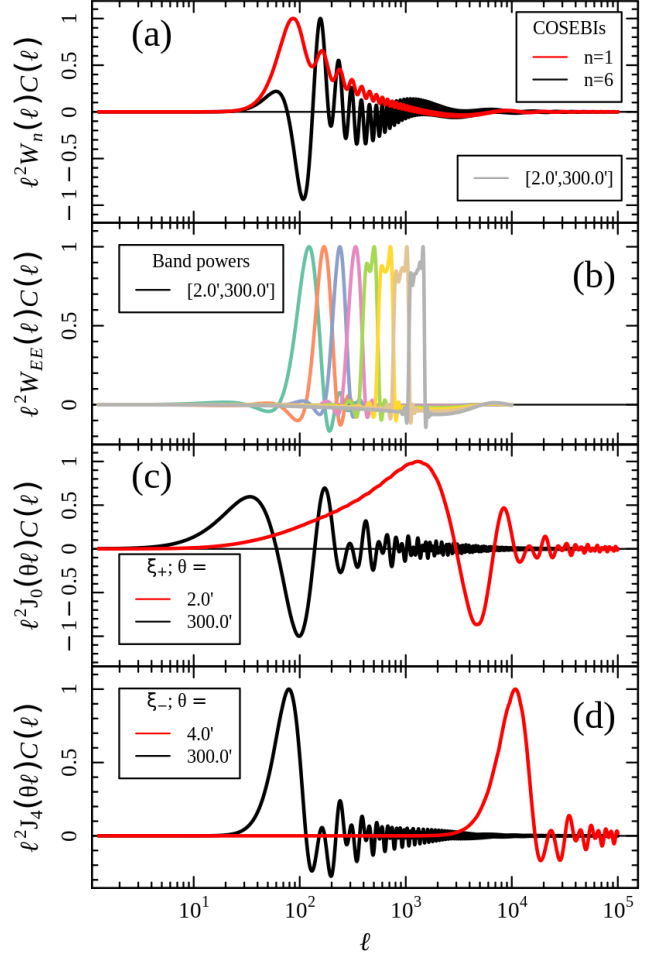 (a)
COSEBIs
n=1
n=6
[2.0',300.0']
ℓ²Wₙ(ℓ)C(ℓ)
1
0.5
0
−1 −0.5
(b)
Band powers
[2.0',300.0']
ℓ²W_EE(ℓ)C(ℓ)
1
0.5
0
(c)
ξ₊; θ =
2.0'
300.0'
ℓ²J₀(θℓ)C(ℓ)
1
0.5
0
−1 −0.5
(d)
ξ₋; θ =
4.0'
300.0'
ℓ²J₄(θℓ)C(ℓ)
1
0.5
0
10¹ 10² 10³ 10⁴ 10⁵
ℓ